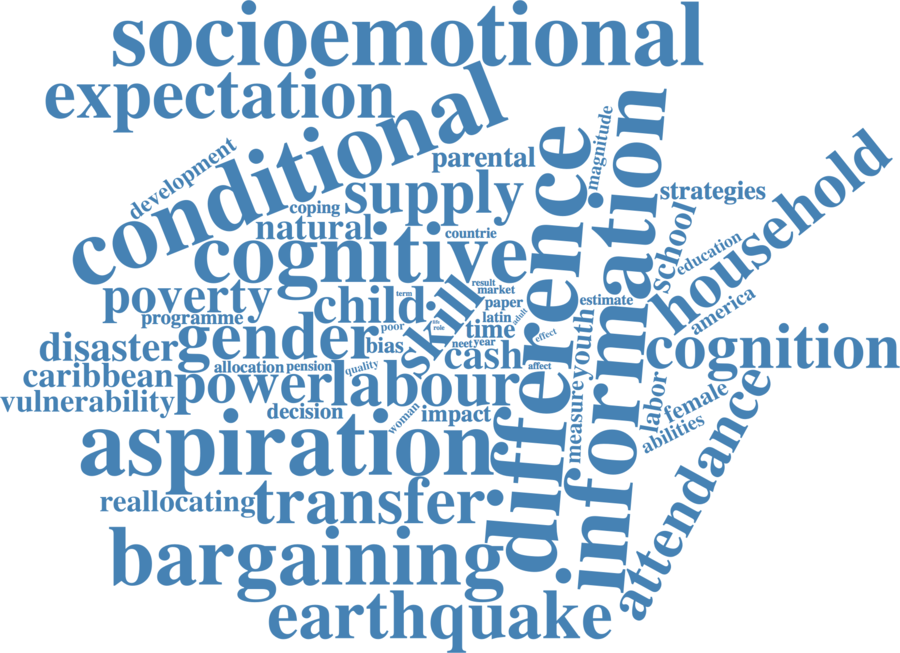 socioemotional
expectation
conditional
development
parental
magnitude
supply
coping
natural
countrie
strategies
difference
information
household
school
education
america
cognitive
poverty
programme
child
term
skill
result
market
paper
latin
adult
time
estimate
youth
gender
disaster
poor
role
bias
neet
year
effect
cash
cognition
caribbean
allocation
pension
quality
affect
vulnerability
power
labour
decision
woman
impact
measure
labor
female
abilities
attendance
aspiration
reallocating
transfer
bargaining
earthquake